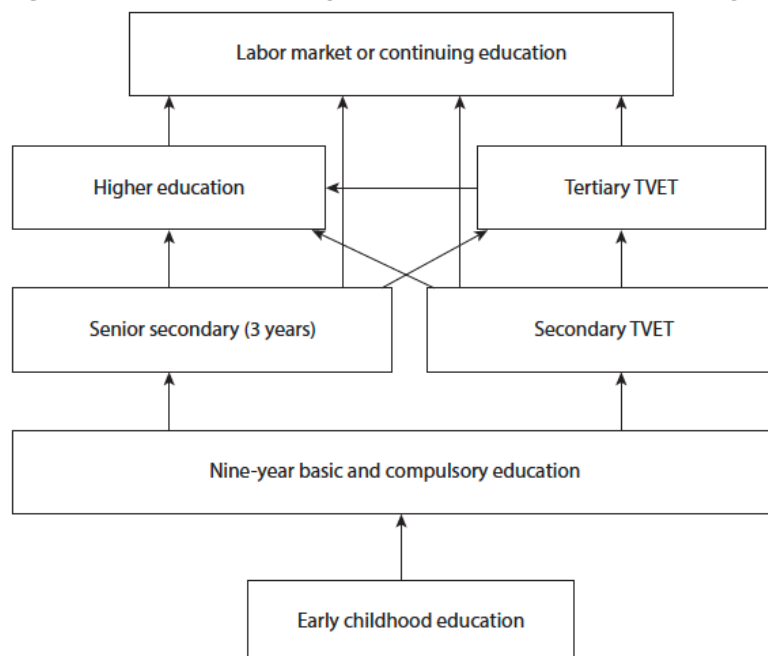 Labor market or continuing education
Higher education
Tertiary TVET
Senior secondary (3 years)
Secondary TVET
Nine-year basic and compulsory education
Early childhood education